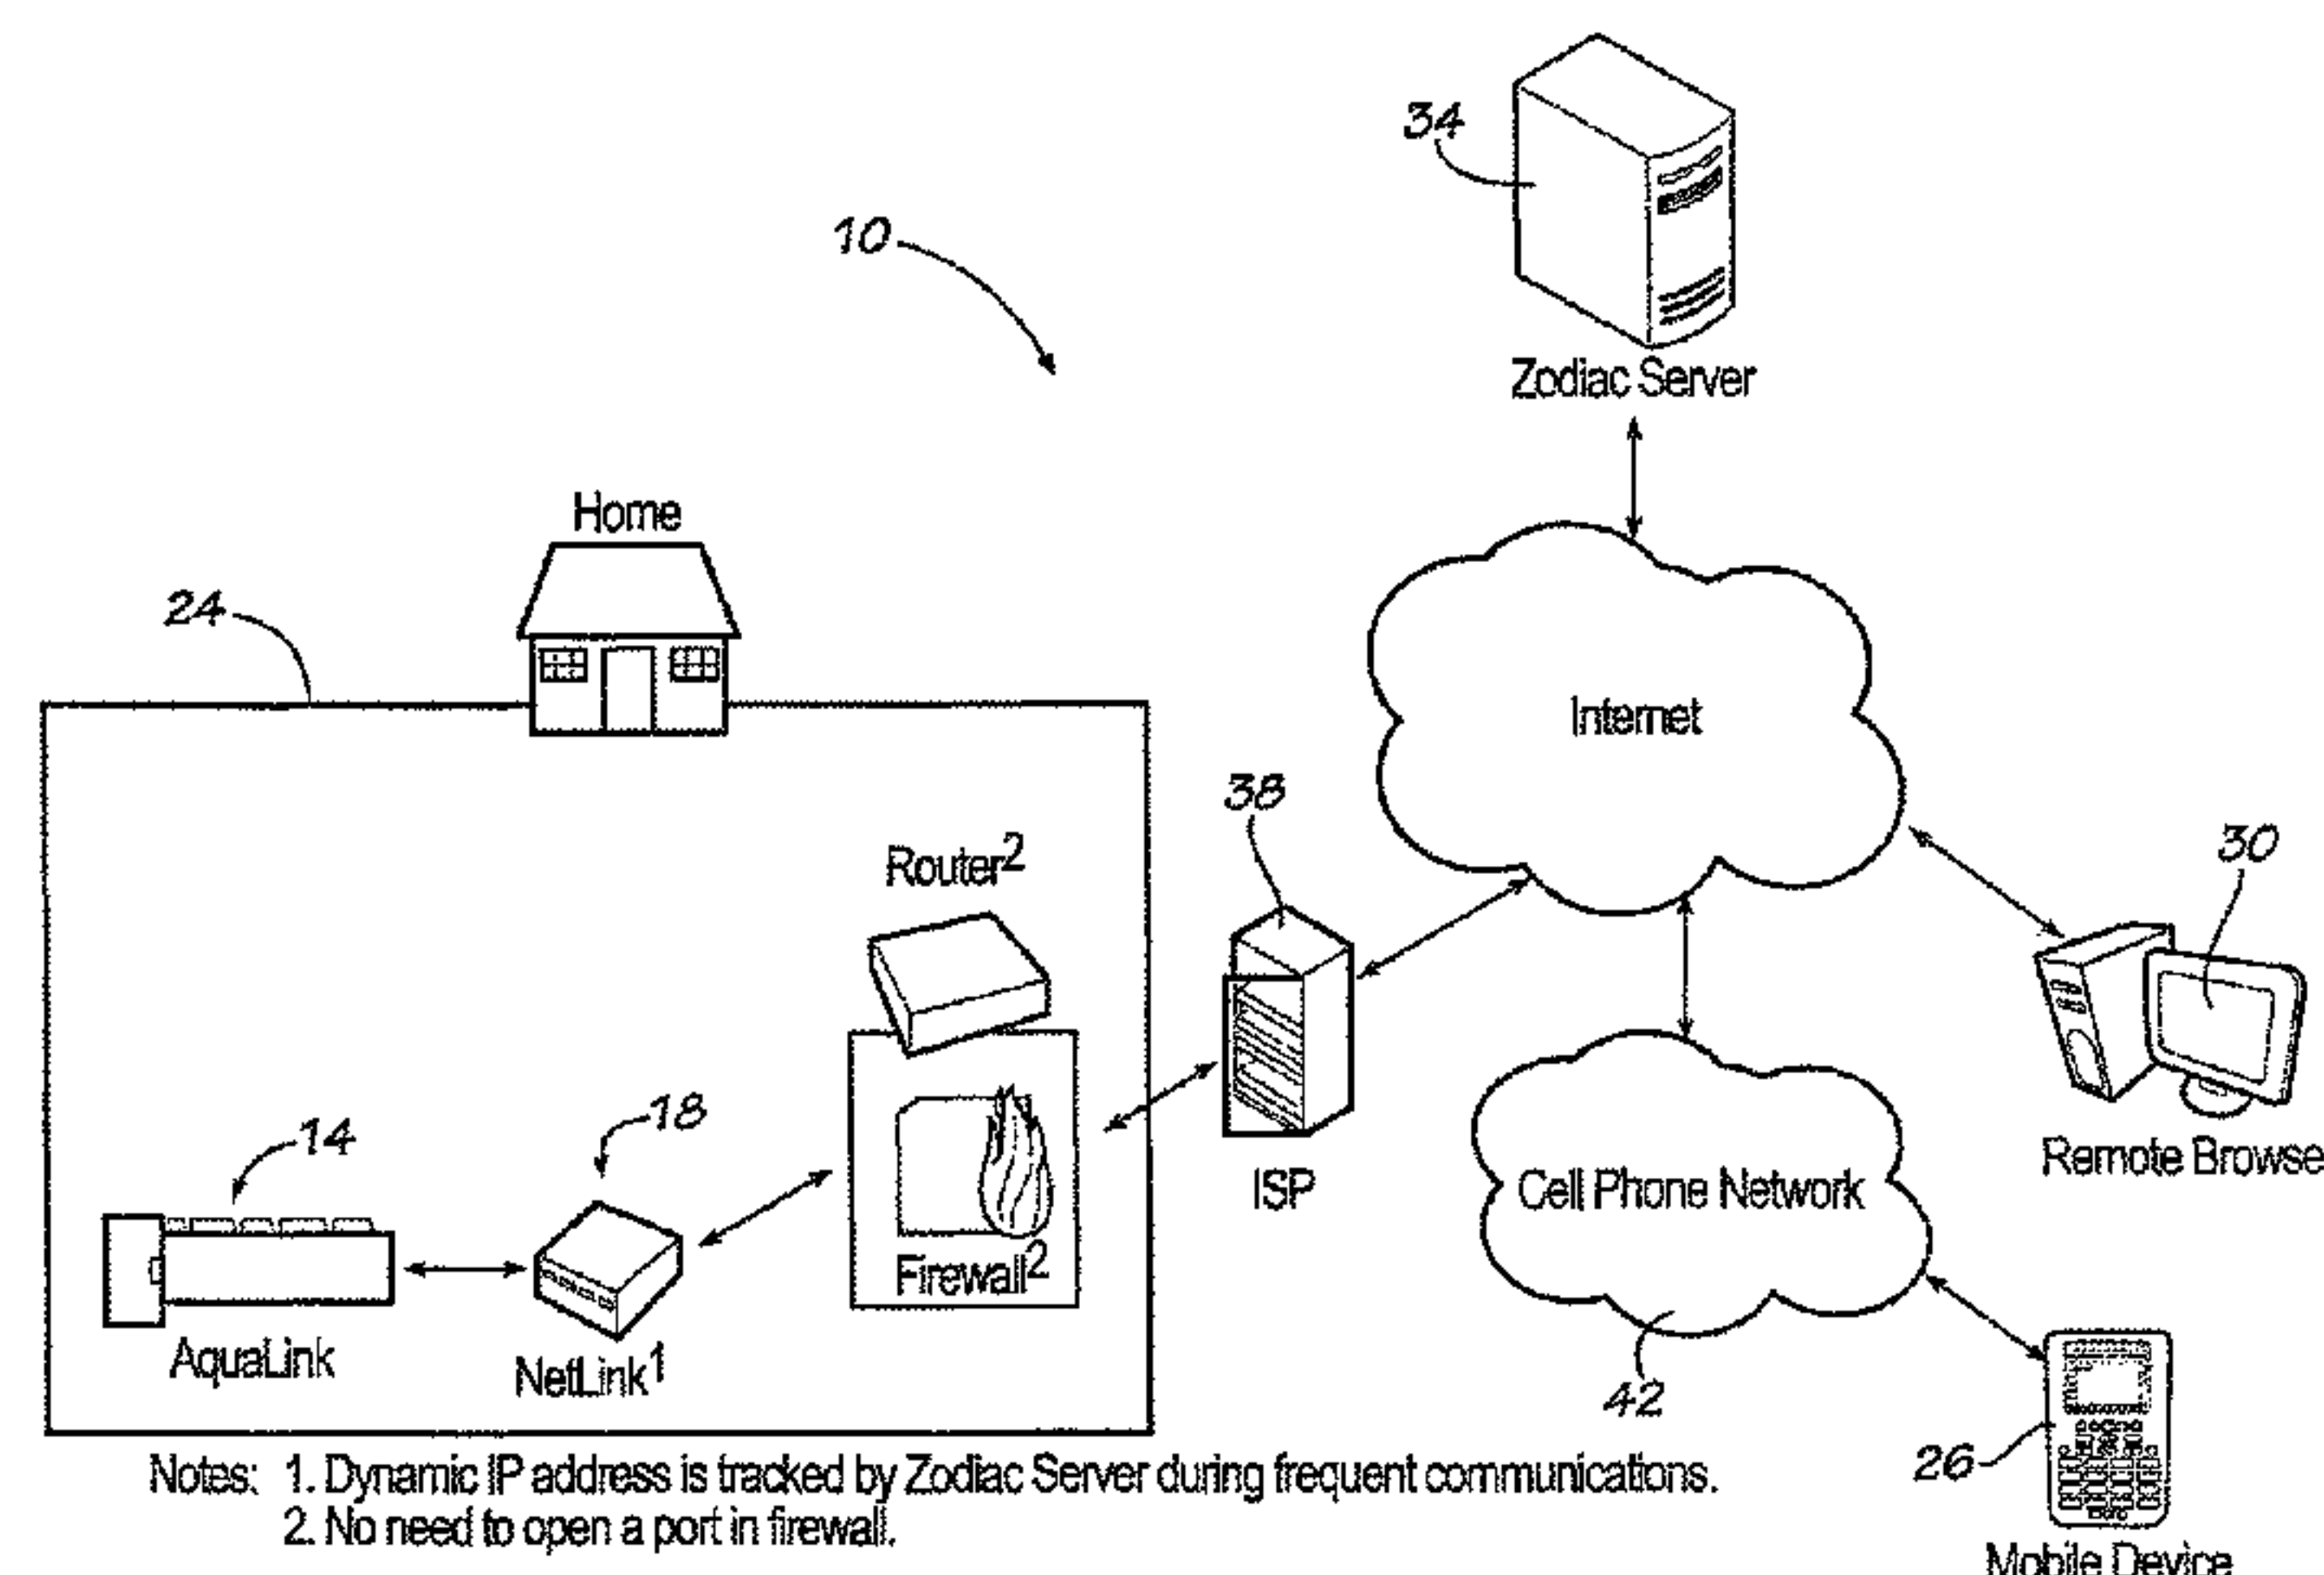 34
10
Zodiac Server
Home
24
Internet
38
30
Router2
18
14
Remote Browse
ISP
Cell Phone Network
Firewall2
AquaLink
NetLink1
42
26
Notes: 1. Dynamic IP address is tracked by Zodiac Server during frequent communications.
2. No need to open a port in firewall.
Mobile Device